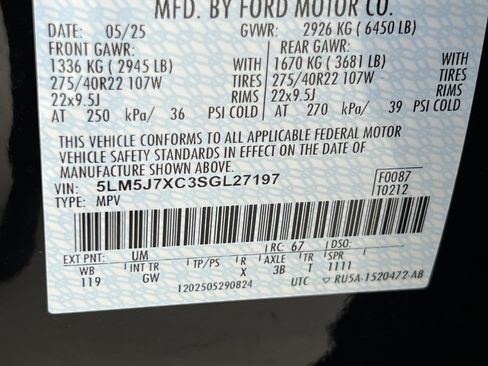 MFD. BY FORD MOTOR CO.
DATE: 05/25 GVWR: 2926 KG ( 6450 LB)
FRONT GAWR: REAR GAWR:
1336 KG ( 2945 LB) 1670 KG ( 3681 LB)
275/40R22 107W TIRES 275/40R22 107W
22x9.5J RIMS 22x9.5J
AT 250 kPa/ 36 PSI COLD AT 270 kPa/ 39 PSI COLD
THIS VEHICLE CONFORMS TO ALL APPLICABLE FEDERAL MOTOR
VEHICLE SAFETY AND THEFT PREVENTION STANDARDS IN EFFECT ON THE DATE OF
MANUFACTURE SHOWN ABOVE.
VIN: 5LM5J7XC3SGL27197 F0087
TYPE: MPV T0212
EXT PNT: UM RC: 67 DSO:
WB INT TR TP/PS R AXLE TR SPR
119 GW X 3B T 1111
1202505290824 UTC RU5A-1520472-AB